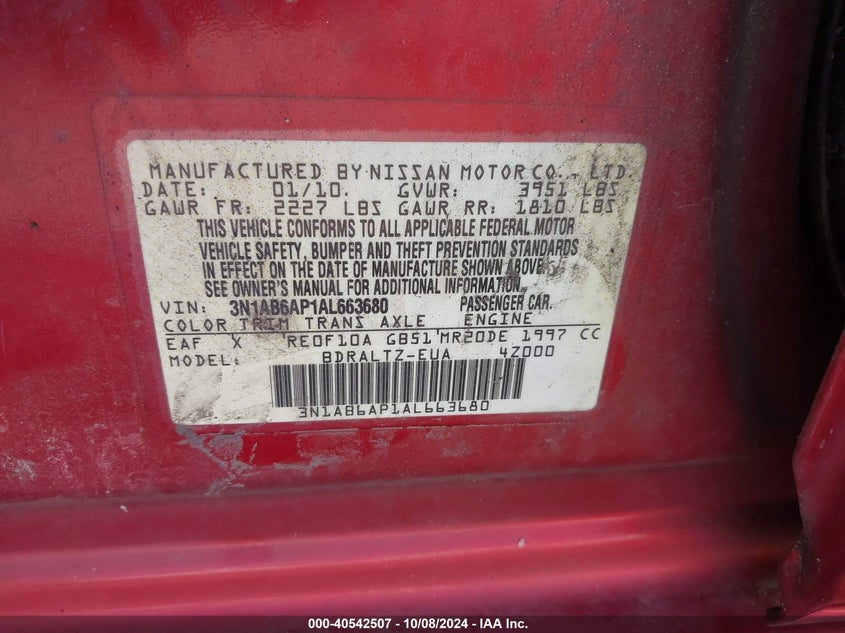 MANUFACTURED BY NISSAN MOTOR CO., LTD.
DATE: 01/10. GVWR: 3951 LBS
GAWR FR: 2227 LBS GAWR RR: 1810 LBS
THIS VEHICLE CONFORMS TO ALL APPLICABLE FEDERAL MOTOR
VEHICLE SAFETY, BUMPER AND THEFT PREVENTION STANDARDS
IN EFFECT ON THE DATE OF MANUFACTURE SHOWN ABOVE.
SEE OWNER'S MANUAL FOR ADDITIONAL INFORMATION.
VIN: 3N1AB6AP1AL663680 PASSENGER CAR.
COLOR TRIM TRANS AXLE ENGINE
EAF X RE0F10A GB51 MR20DE 1997 CC
MODEL: BDRALTZ-EUA 4Z000
3N1AB6AP1AL663680
000-40542507 - 10/08/2024 - IAA Inc.